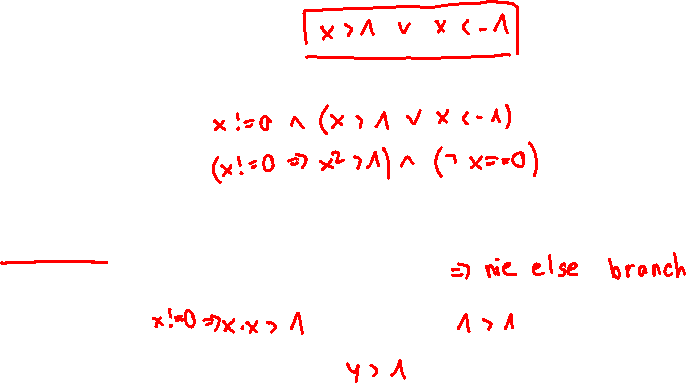 x > 1 ∨ x < -1
x != 0 ∧ (x > 1 ∨ x < -1)
(x != 0 => x² > 1) ∧ (¬ x == 0)
=> nie else branch
x != 0 => x·x > 1
1 > 1
y > 1